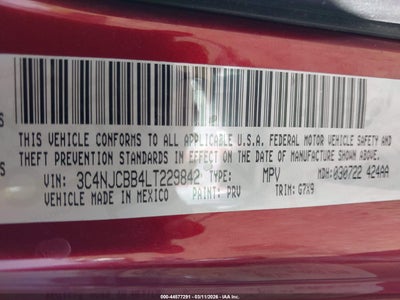 THIS VEHICLE CONFORMS TO ALL APPLICABLE U.S.A. FEDERAL MOTOR VEHICLE SAFETY AND
THEFT PREVENTION STANDARDS IN EFFECT ON THE DATE OF MANUFACTURE SHOWN ABOVE.
VIN: 3C4NJCBB4LT229842 TYPE: MPV MDH: 030722 424AA
VEHICLE MADE IN MEXICO PAINT: PRV TRIM: G7X9
000-44577291 - 03/11/2026 - IAA Inc.